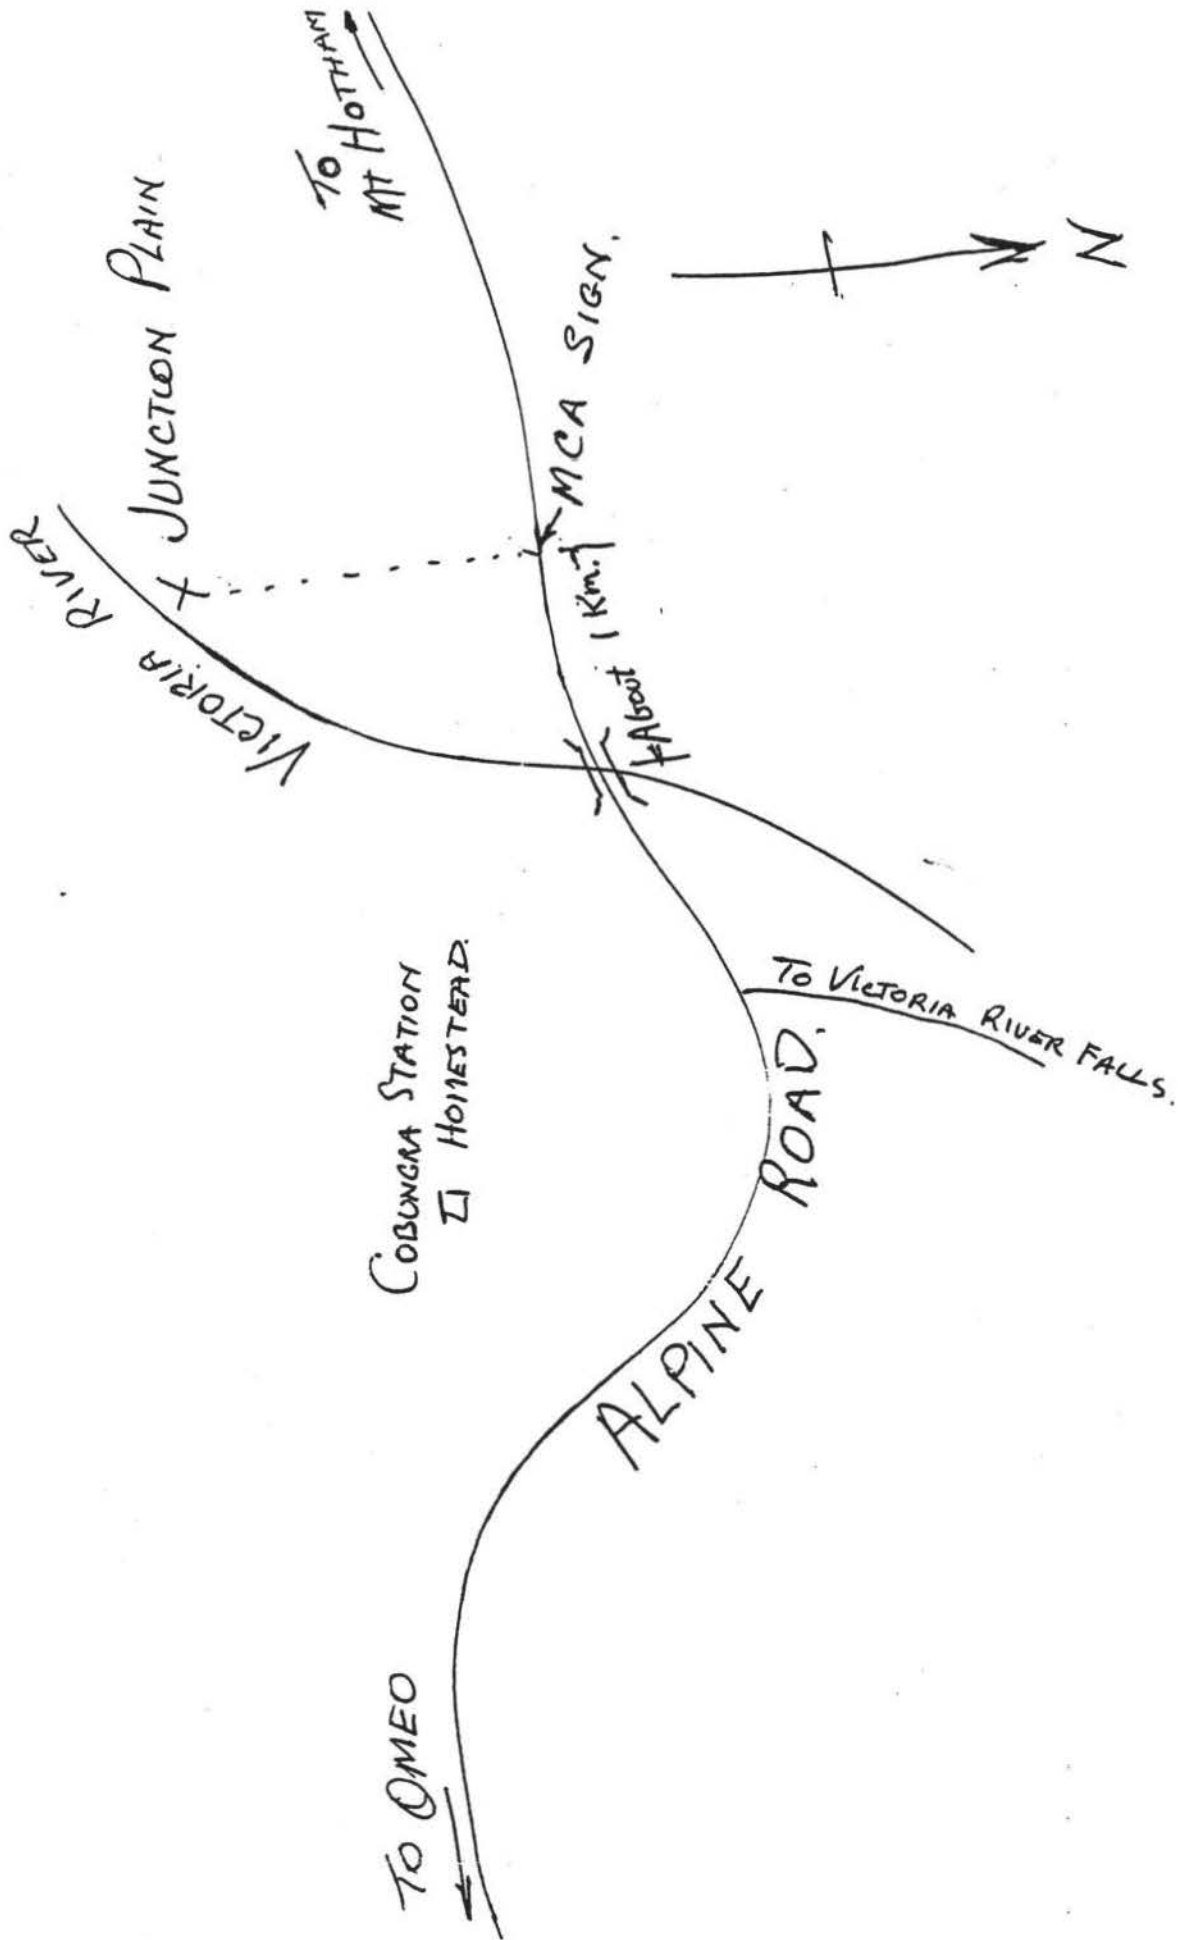 VICTORIA RIVER
JUNCTION PLAIN
TO
MT HOTHAM
MCA SIGN.
About 1 Km.
N
COBUNGRA STATION
HOMESTEAD.
TO VICTORIA RIVER FALLS.
ALPINE ROAD.
TO OMEO